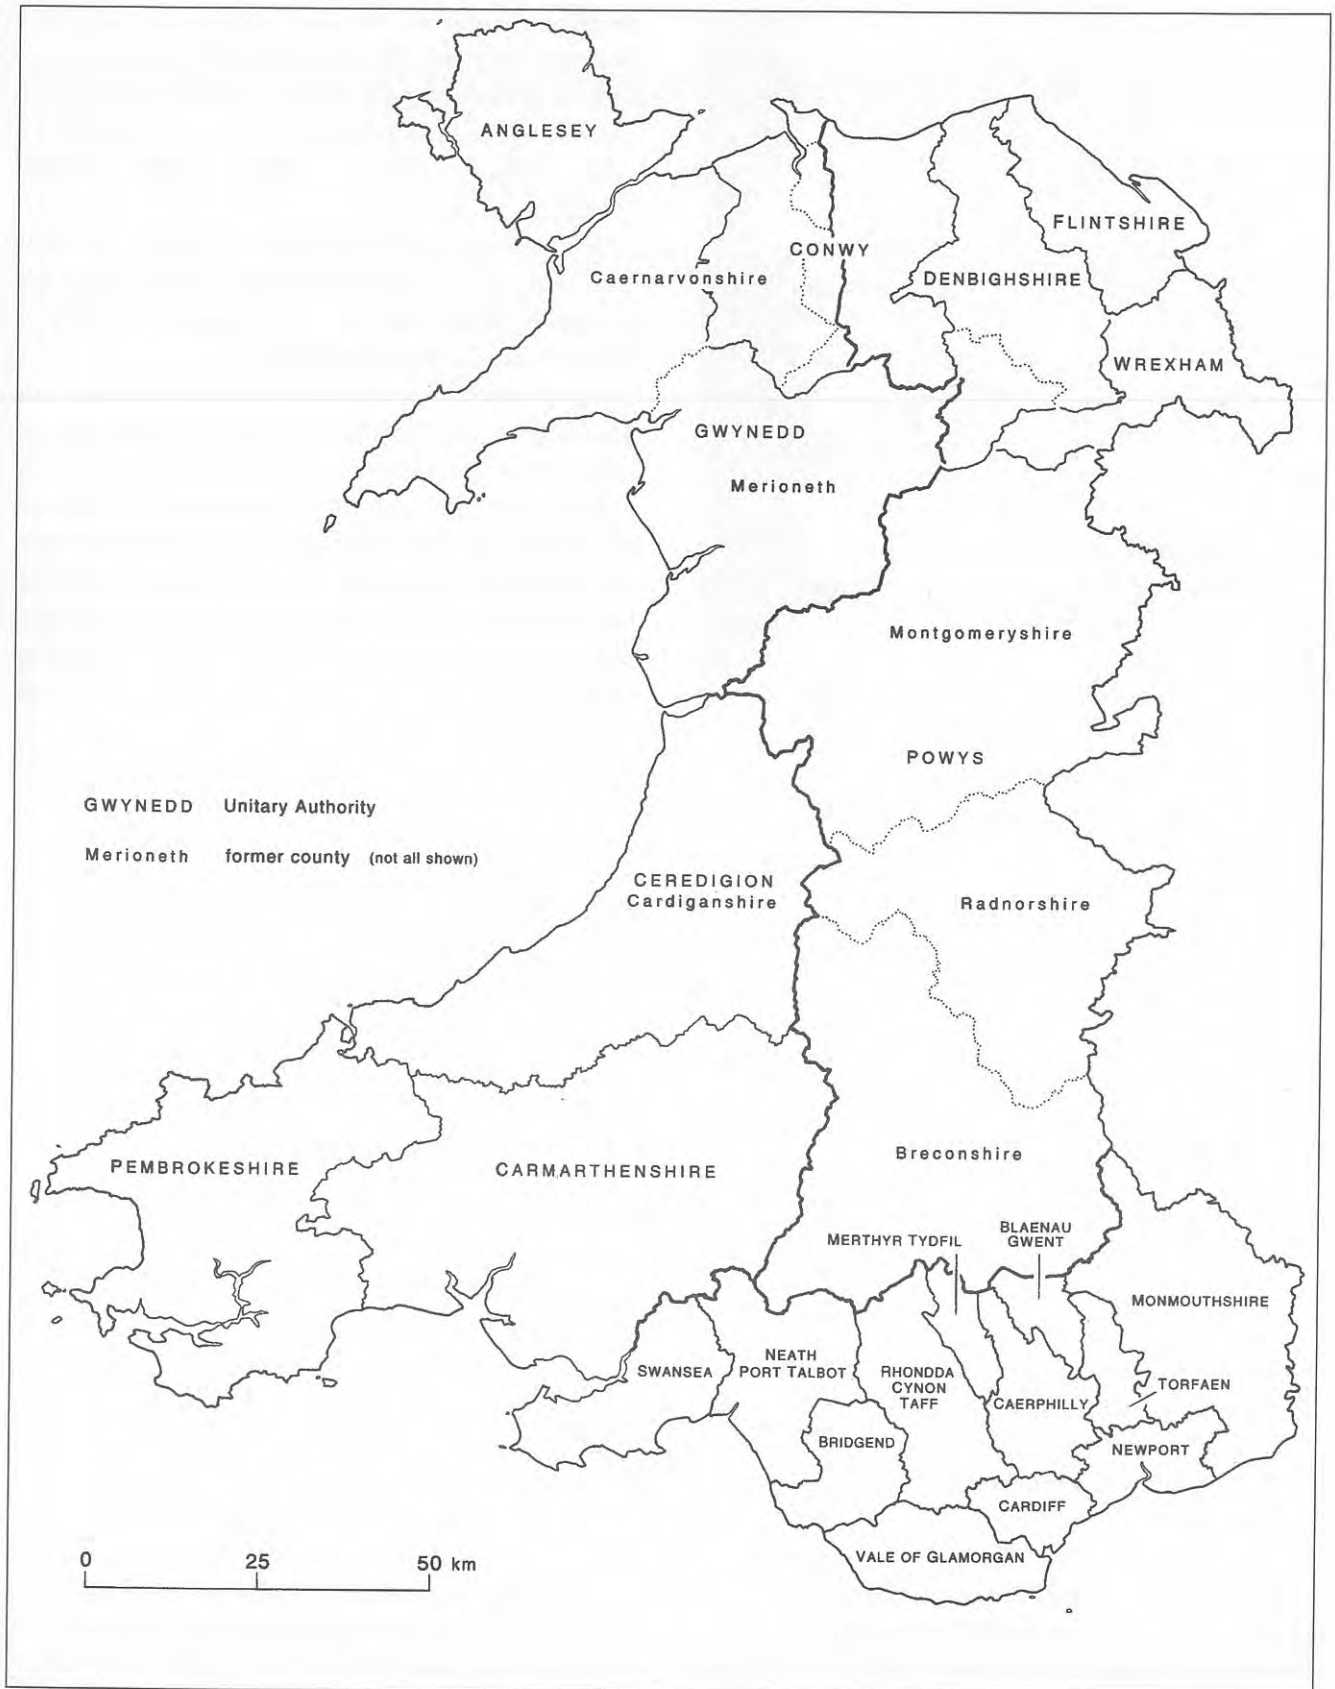 ANGLESEY
FLINTSHIRE
CONWY
Caernarvonshire
DENBIGHSHIRE
WREXHAM
GWYNEDD
Merioneth
Montgomeryshire
POWYS
GWYNEDD Unitary Authority
Merioneth former county (not all shown)
CEREDIGION
Cardiganshire
Radnorshire
Breconshire
PEMBROKESHIRE
CARMARTHENSHIRE
MERTHYR TYDFIL
BLAENAU
GWENT
MONMOUTHSHIRE
SWANSEA
NEATH
PORT TALBOT
RHONDDA
CYNON
TAFF
CAERPHILLY
TORFAEN
BRIDGEND
NEWPORT
CARDIFF
VALE OF GLAMORGAN
0 25 50 km